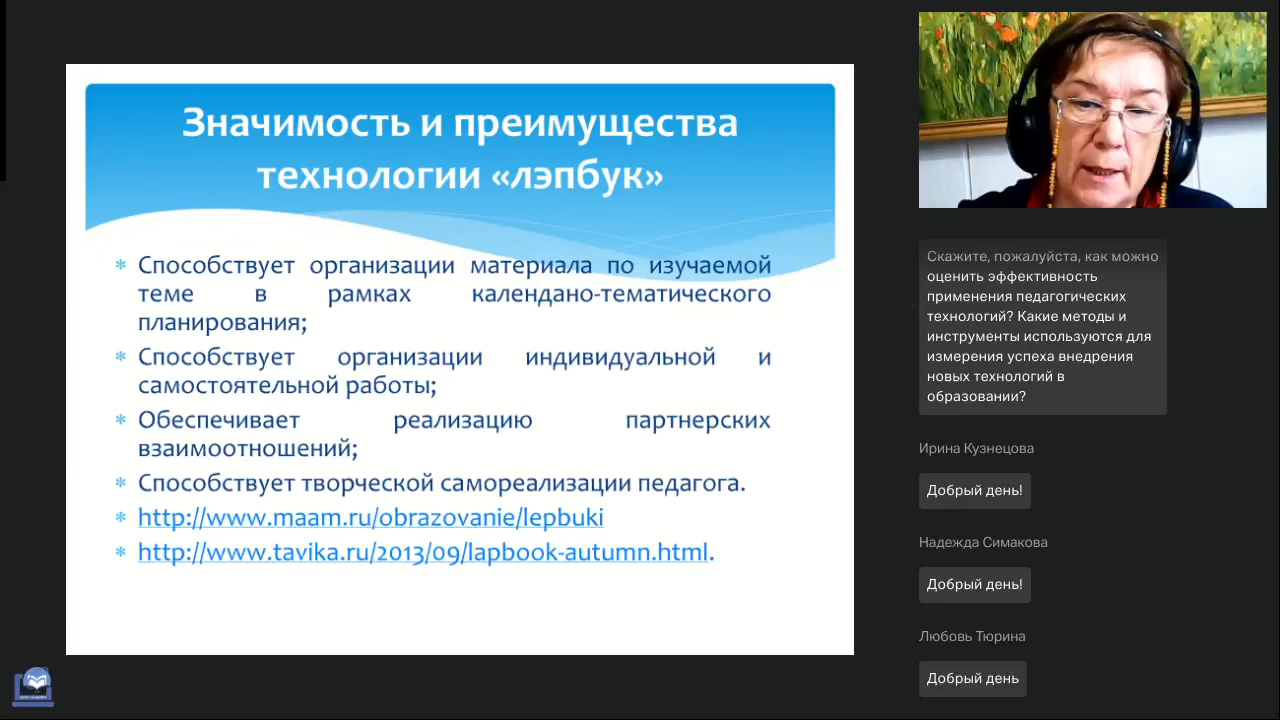 Значимость и преимущества
технологии «лэпбук»
* Способствует организации материала по изучаемой
теме в рамках календано-тематического
планирования;
* Способствует организации индивидуальной и
самостоятельной работы;
* Обеспечивает реализацию партнерских
взаимоотношений;
* Способствует творческой самореализации педагога.
* http://www.maam.ru/obrazovanie/lepbuki
* http://www.tavika.ru/2013/09/lapbook-autumn.html.
Скажите, пожалуйста, как можно
оценить эффективность
применения педагогических
технологий? Какие методы и
инструменты используются для
измерения успеха внедрения
новых технологий в
образовании?
Ирина Кузнецова
Добрый день!
Надежда Симакова
Добрый день!
Любовь Тюрина
Добрый день